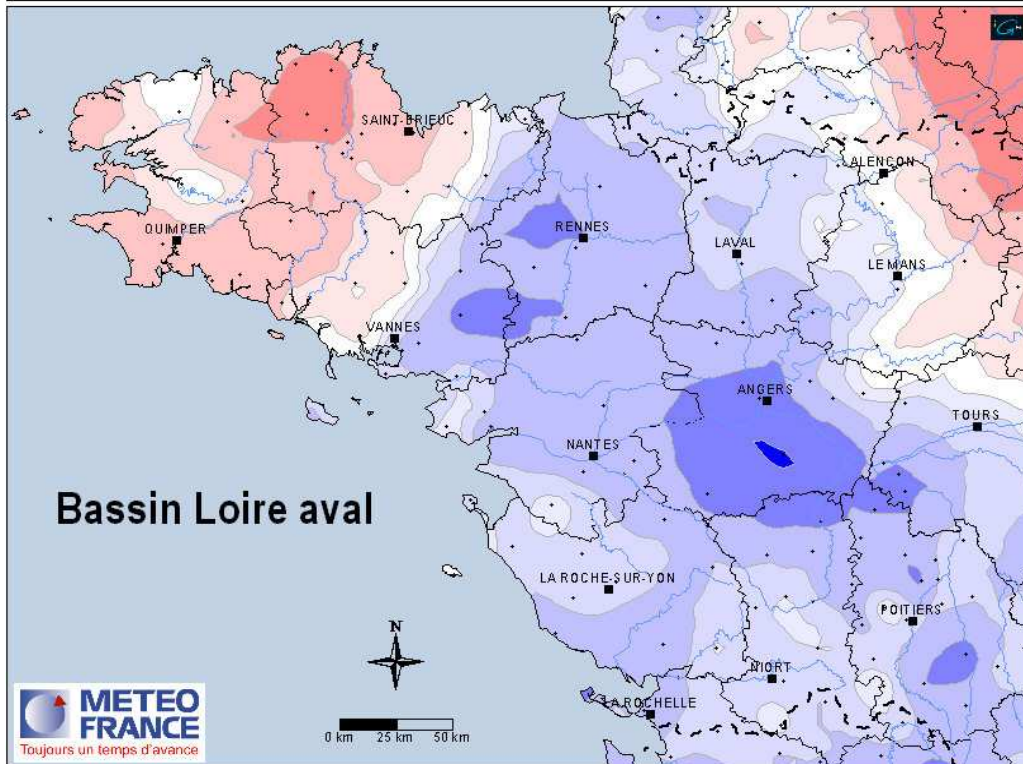 SAINT-BRIEUC
ALENCON
QUIMPER
RENNES
LAVAL
LE MANS
VANNES
ANGERS
TOURS
NANTES
Bassin Loire aval
LA ROCHE-SUR-YON
POITIERS
N
NIORT
LA ROCHELLE
METEO
FRANCE
Toujours un temps d'avance
0 km 25 km 50 km